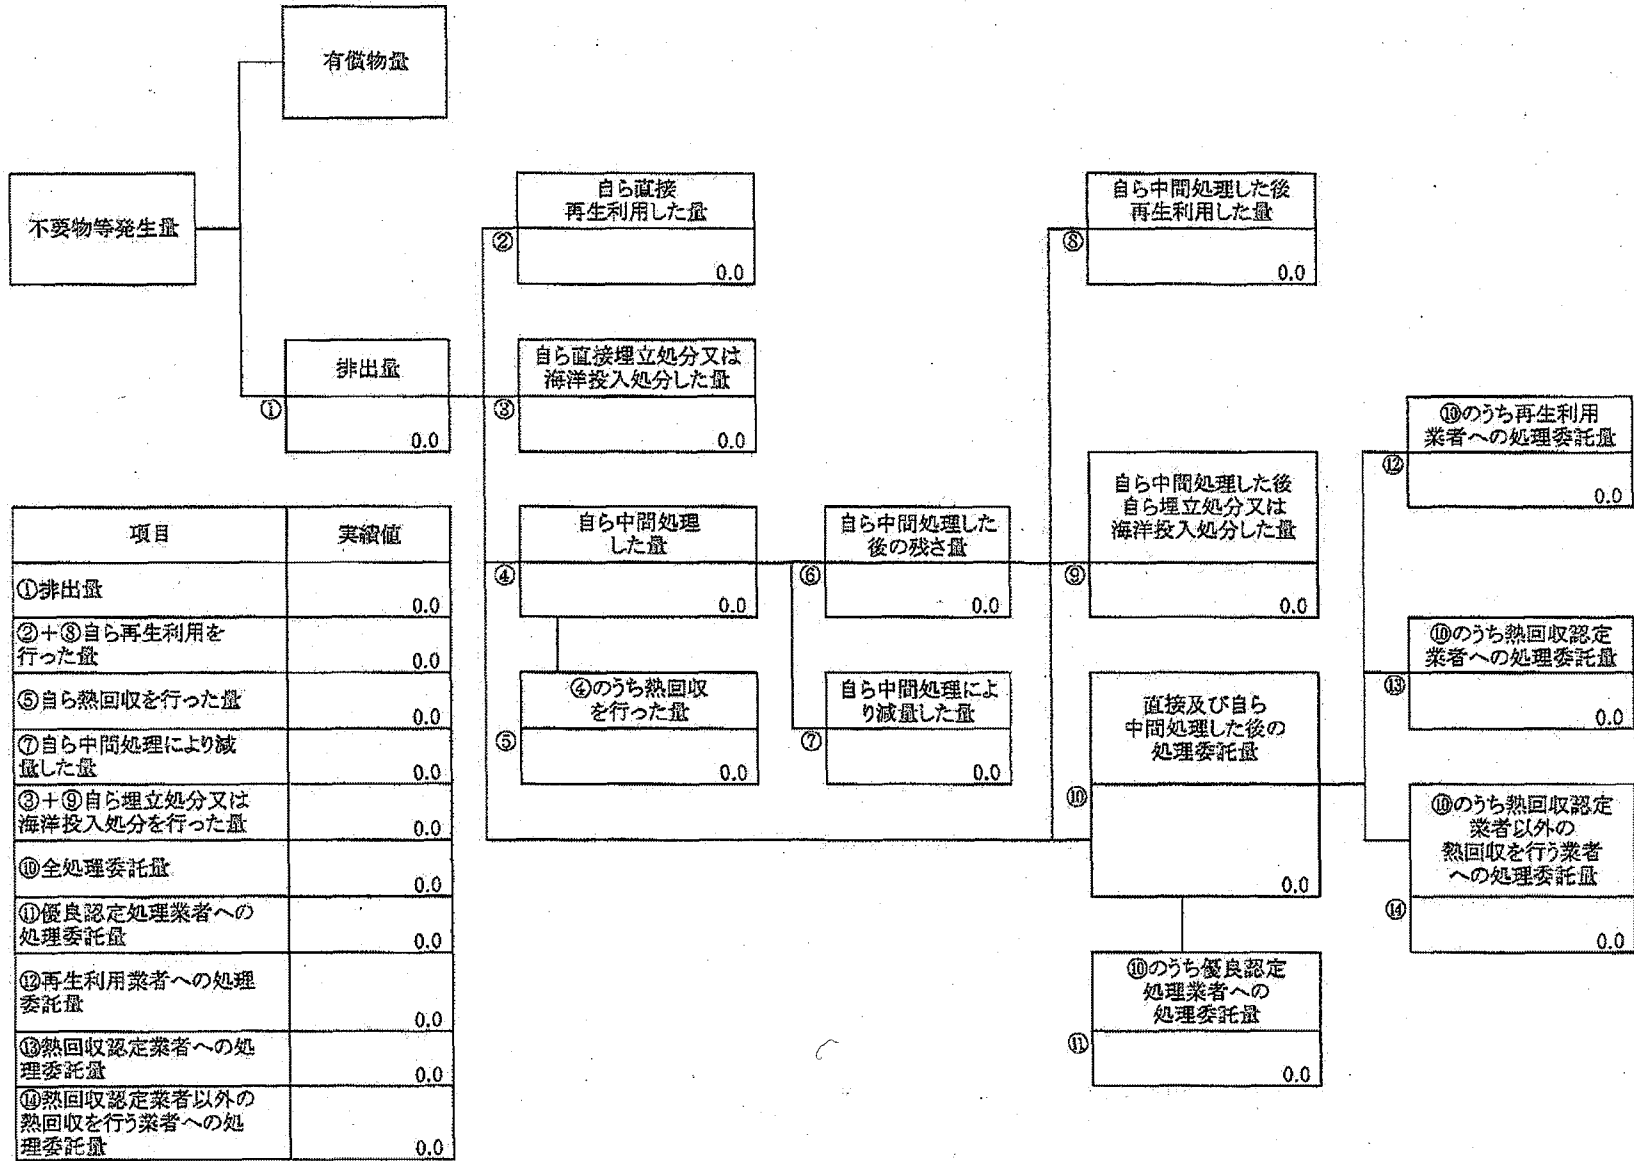 有償物量
不要物等発生量
自ら直接
再生利用した量
②
0.0
自ら中間処理した後
再生利用した量
⑧
0.0
排出量
①
0.0
自ら直接埋立処分又は
海洋投入処分した量
③
0.0
⑩のうち再生利用
業者への処理委託量
⑫
0.0
自ら中間処理
した量
④
0.0
自ら中間処理した
後の残さ量
⑥
0.0
自ら中間処理した後
自ら埋立処分又は
海洋投入処分した量
⑨
0.0
⑩のうち熱回収認定
業者への処理委託量
⑬
0.0
④のうち熱回収
を行った量
⑤
0.0
自ら中間処理によ
り減量した量
⑦
0.0
直接及び自ら
中間処理した後の
処理委託量
⑩
0.0
⑩のうち熱回収認定
業者以外の
熱回収を行う業者
への処理委託量
⑭
0.0
⑩のうち優良認定
処理業者への
処理委託量
⑪
0.0
項目 実績値
①排出量
0.0
②+⑧自ら再生利用を
行った量 0.0
⑤自ら熱回収を行った量
0.0
⑦自ら中間処理により減
量した量 0.0
③+⑨自ら埋立処分又は
海洋投入処分を行った量 0.0
⑩全処理委託量
0.0
⑪優良認定処理業者への
処理委託量 0.0
⑫再生利用業者への処理
委託量
0.0
⑬熱回収認定業者への処
理委託量 0.0
⑭熱回収認定業者以外の
熱回収を行う業者への処
理委託量 0.0